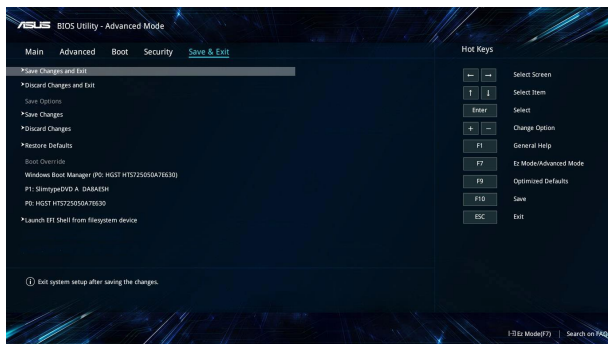 ASUS BIOS Utility - Advanced Mode
Main Advanced Boot Security Save & Exit
Hot Keys
Save Changes and Exit
Discard Changes and Exit
Save Options
Save Changes
Discard Changes
Restore Defaults
Boot Override
Windows Boot Manager (P0: HGST HTS725050A7E630)
P1: SlimtypeDVD A DA8AESH
P0: HGST HTS725050A7E630
Launch EFI Shell from filesystem device
← → Select Screen
↑ ↓ Select Item
Enter Select
+ − Change Option
F1 General Help
F7 Ez Mode/Advanced Mode
F9 Optimized Defaults
F10 Save
ESC Exit
Exit system setup after saving the changes.
Ez Mode(F7) | Search on FAQ